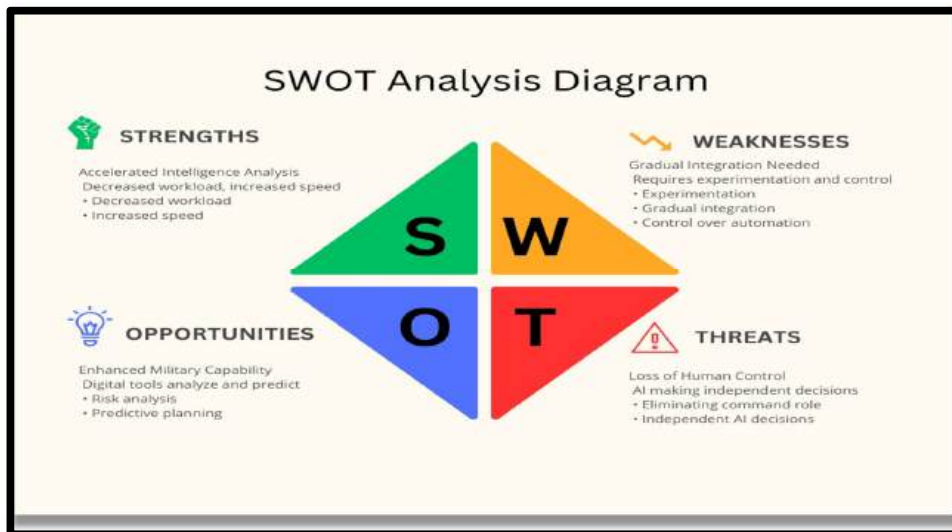 SWOT Analysis Diagram
STRENGTHS
Accelerated Intelligence Analysis
Decreased workload, increased speed
• Decreased workload
• Increased speed
WEAKNESSES
Gradual Integration Needed
Requires experimentation and control
• Experimentation
• Gradual integration
• Control over automation
S W
O T
OPPORTUNITIES
Enhanced Military Capability
Digital tools analyze and predict
• Risk analysis
• Predictive planning
THREATS
Loss of Human Control
AI making independent decisions
• Eliminating command role
• Independent AI decisions